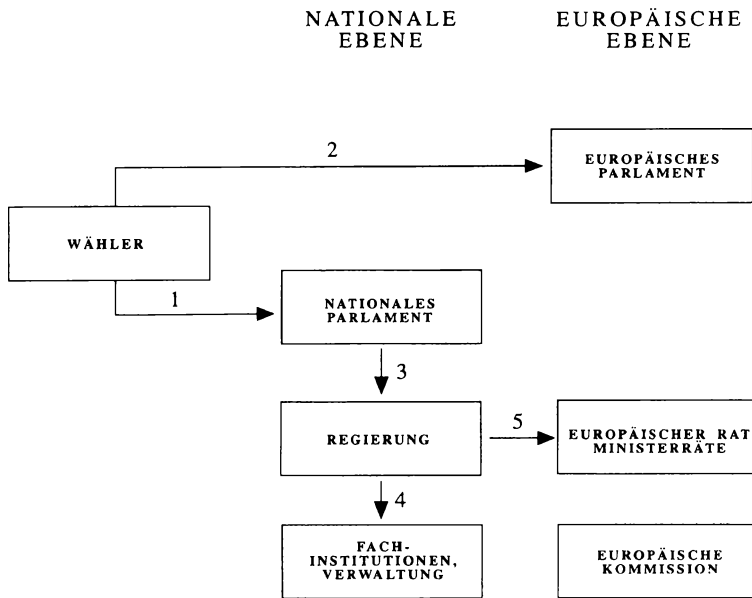 NATIONALE
EBENE
EUROPÄISCHE
EBENE
2
EUROPÄISCHES
PARLAMENT
WÄHLER
1
NATIONALES
PARLAMENT
3
REGIERUNG
5
EUROPÄISCHER RAT
MINISTERRÄTE
4
FACH-
INSTITUTIONEN,
VERWALTUNG
EUROPÄISCHE
KOMMISSION